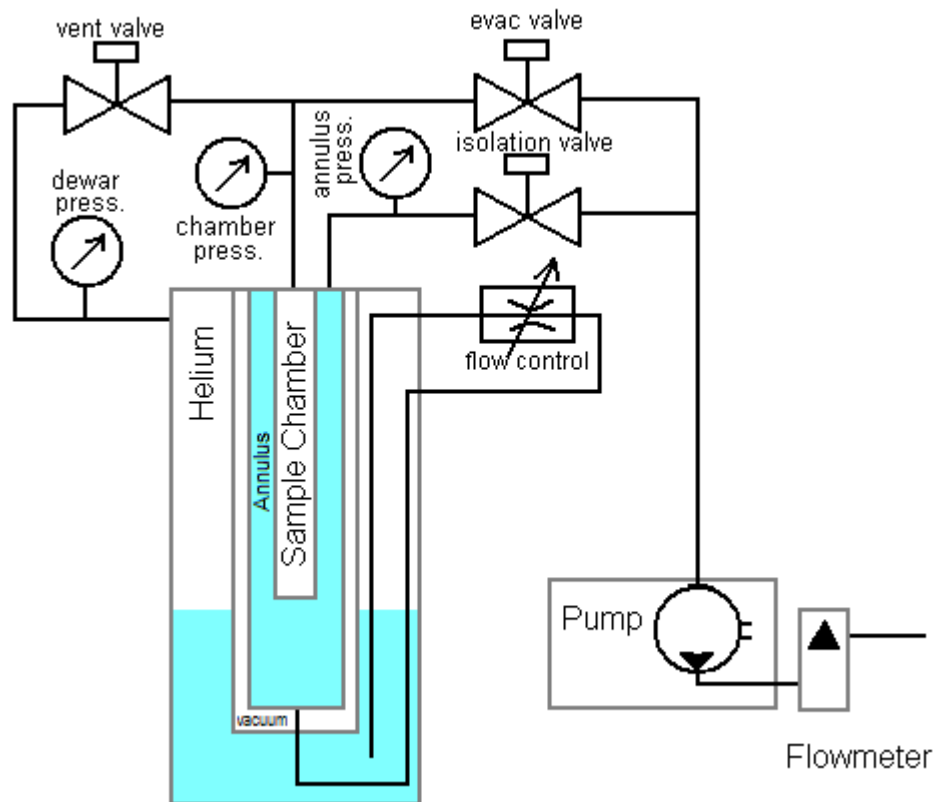 vent valve
evac valve
annulus
press.
isolation valve
dewar
press.
chamber
press.
flow control
Helium
Annulus
Sample Chamber
vacuum
Pump
Flowmeter